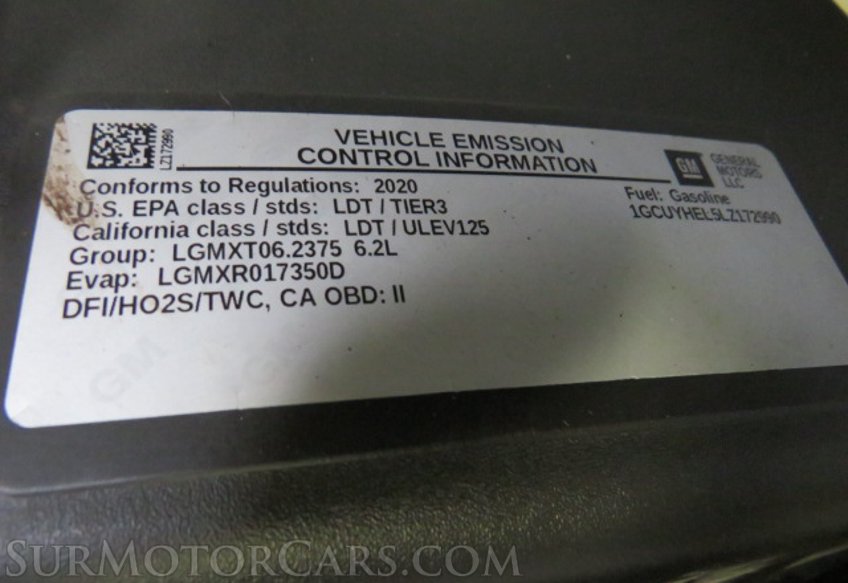 LZ172990
VEHICLE EMISSION
CONTROL INFORMATION
GM
GENERAL
MOTORS
LLC
Conforms to Regulations: 2020
U.S. EPA class / stds: LDT / TIER3
California class / stds: LDT / ULEV125
Group: LGMXT06.2375 6.2L
Evap: LGMXR017350D
DFI/HO2S/TWC, CA OBD: II
Fuel: Gasoline
1GCUYHEL5LZ172990
GM
GM
SurMotorCars.com